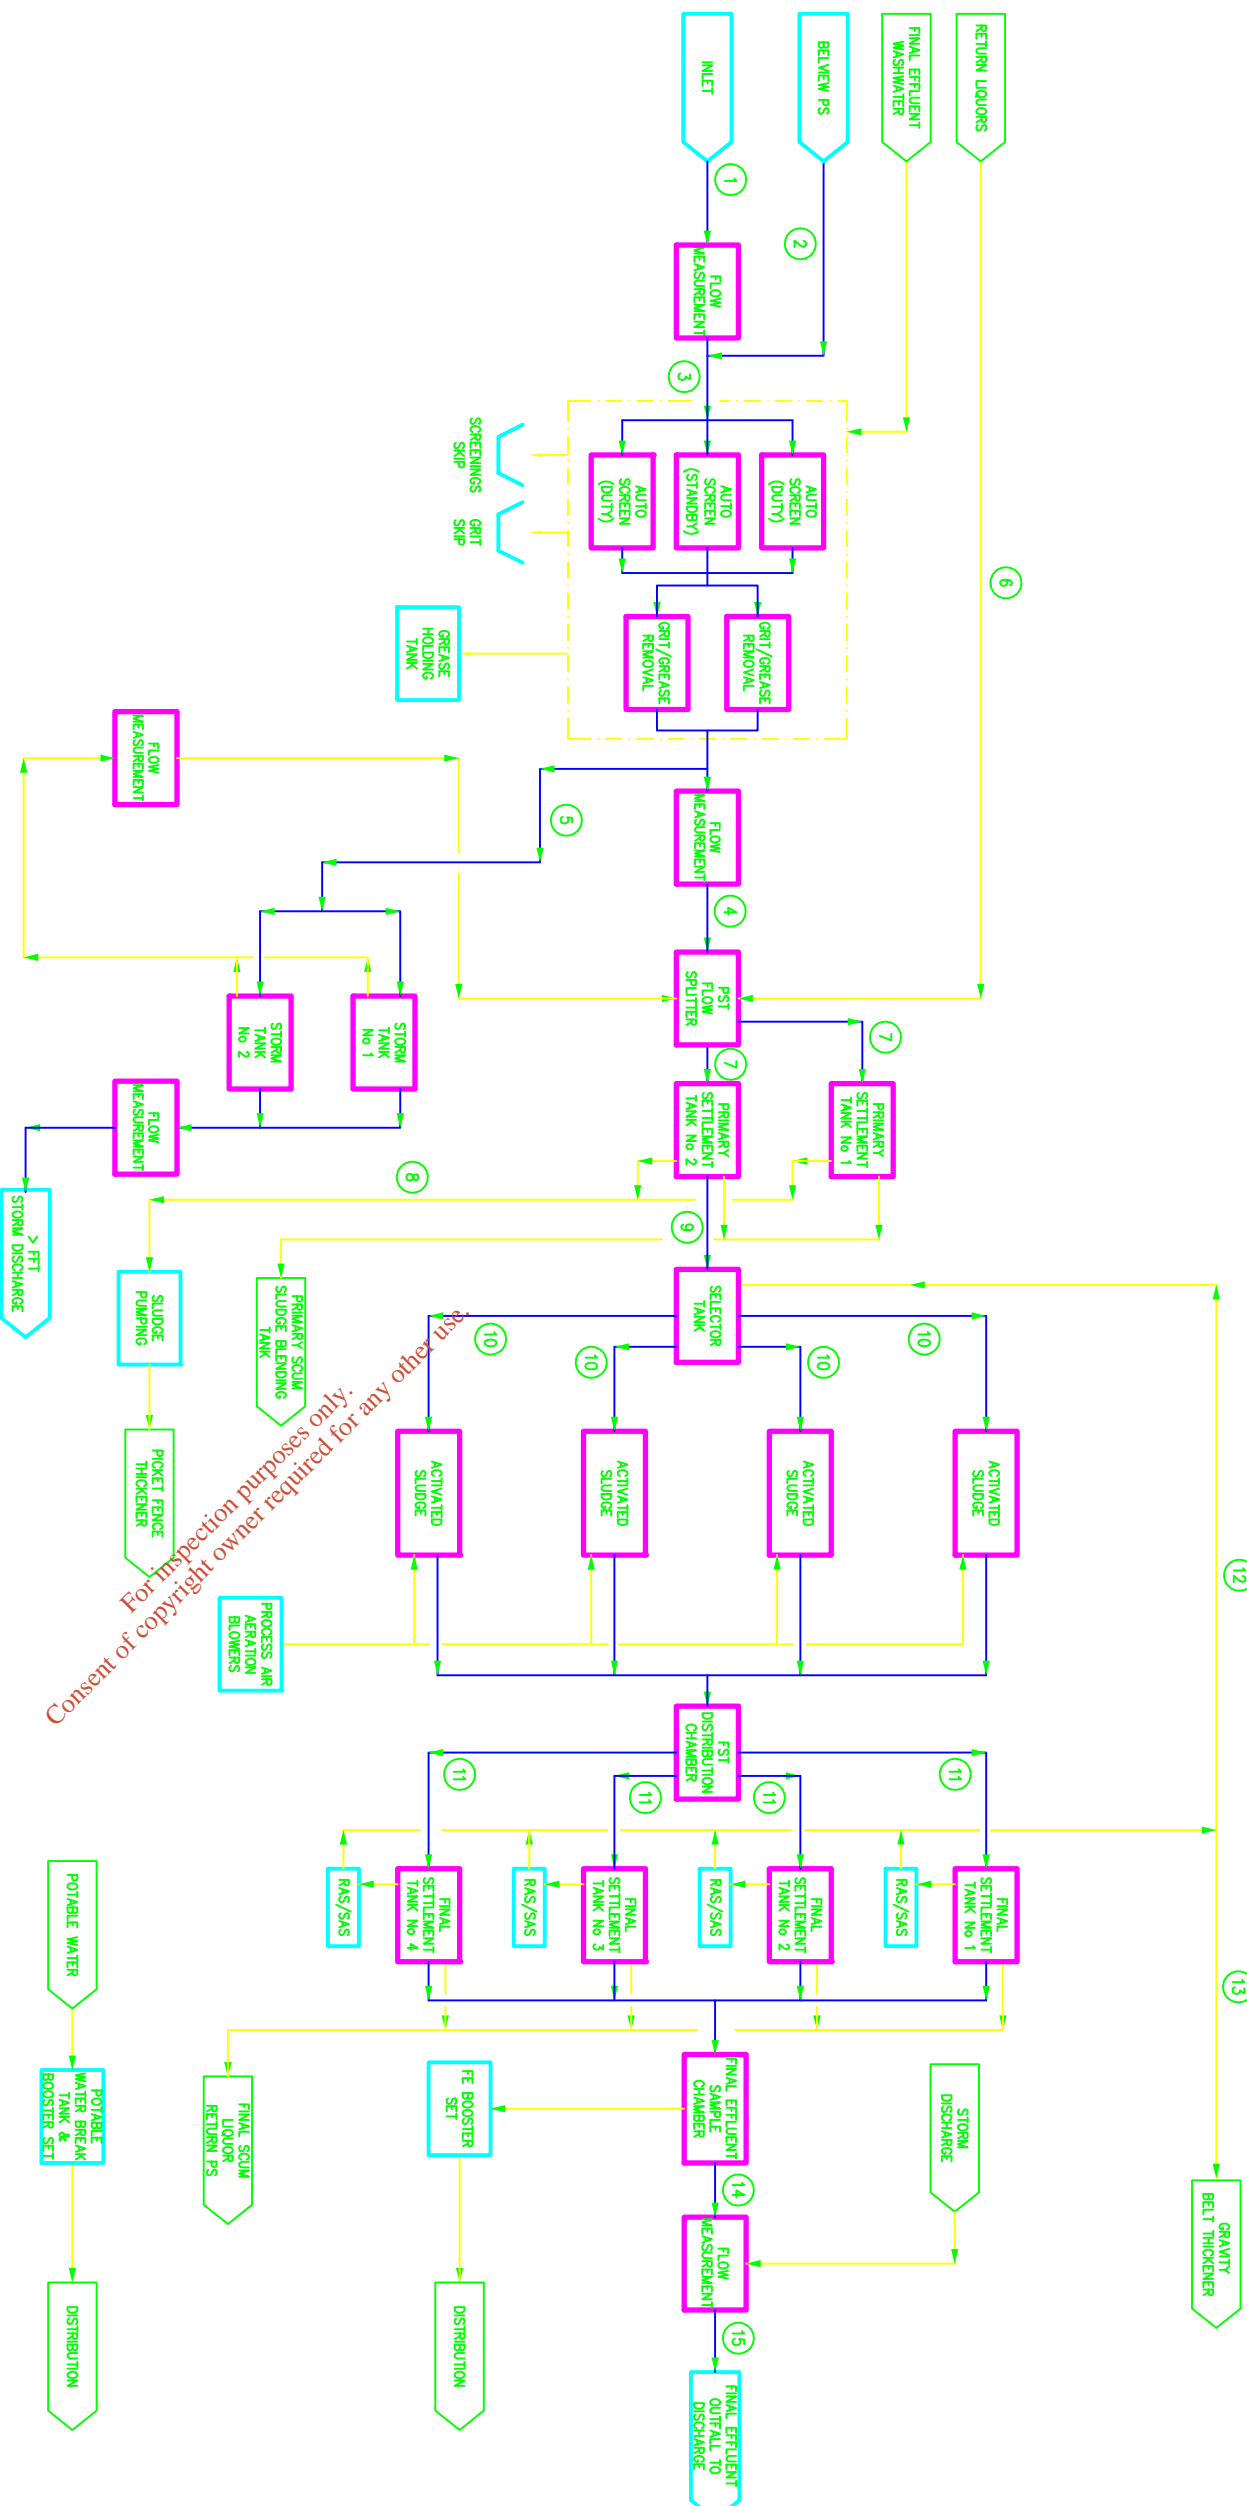 RETURN LIQUORS
FINAL EFFLUENT
WASHWATER
BELVIEW PS
INLET
1
2
FLOW
MEASUREMENT
3
6
AUTO
SCREEN
(DUTY)
AUTO
SCREEN
(STANDBY)
AUTO
SCREEN
(DUTY)
SCREENINGS
SKIP
GRIT
SKIP
GRIT/GREASE
REMOVAL
GRIT/GREASE
REMOVAL
GREASE
HOLDING
TANK
FLOW
MEASUREMENT
FLOW
MEASUREMENT
5
4
PST
FLOW
SPLITTER
7
7
STORM
TANK
No 1
STORM
TANK
No 2
FLOW
MEASUREMENT
PRIMARY
SETTLEMENT
TANK No 1
PRIMARY
SETTLEMENT
TANK No 2
8
9
> FFT
STORM DISCHARGE
SLUDGE
PUMPING
PRIMARY SCUM
SLUDGE BLENDING
TANK
PICKET FENCE
THICKENER
SELECTOR
TANK
10
10
10
10
ACTIVATED
SLUDGE
ACTIVATED
SLUDGE
ACTIVATED
SLUDGE
ACTIVATED
SLUDGE
12
PROCESS AIR
AERATION
BLOWERS
For inspection purposes only.
Consent of copyright owner required for any other use.
FST
DISTRIBUTION
CHAMBER
11
11
11
11
FINAL
SETTLEMENT
TANK No 1
RAS/SAS
FINAL
SETTLEMENT
TANK No 2
RAS/SAS
FINAL
SETTLEMENT
TANK No 3
RAS/SAS
FINAL
SETTLEMENT
TANK No 4
RAS/SAS
13
POTABLE WATER
POTABLE
WATER BREAK
TANK &
BOOSTER SET
FINAL SCUM
LIQUOR
RETURN PS
FE BOOSTER
SET
FINAL EFFLUENT
SAMPLE
CHAMBER
STORM
DISCHARGE
GRAVITY
BELT THICKENER
14
FLOW
MEASUREMENT
15
DISTRIBUTION
DISTRIBUTION
FINAL EFFLUENT
OUTFALL TO
DISCHARGE